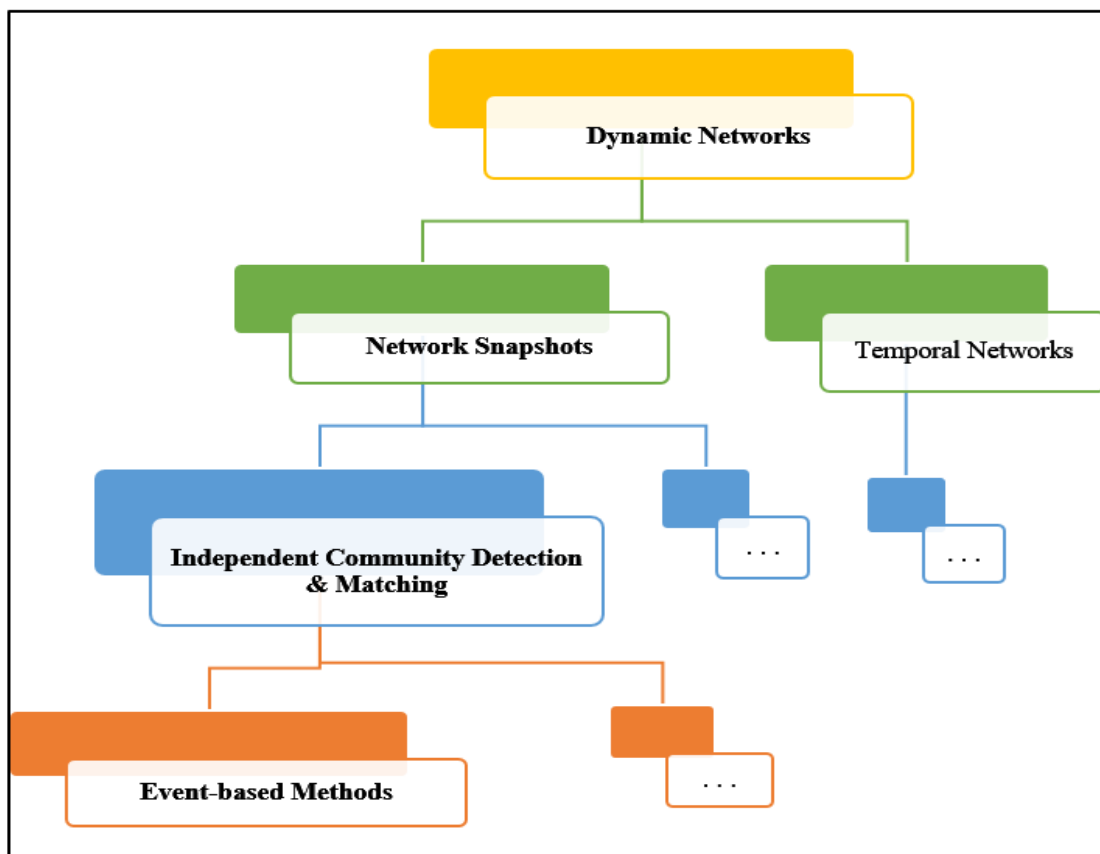 Dynamic Networks
Network Snapshots
Temporal Networks
Independent Community Detection
& Matching
. . .
. . .
Event-based Methods
. . .